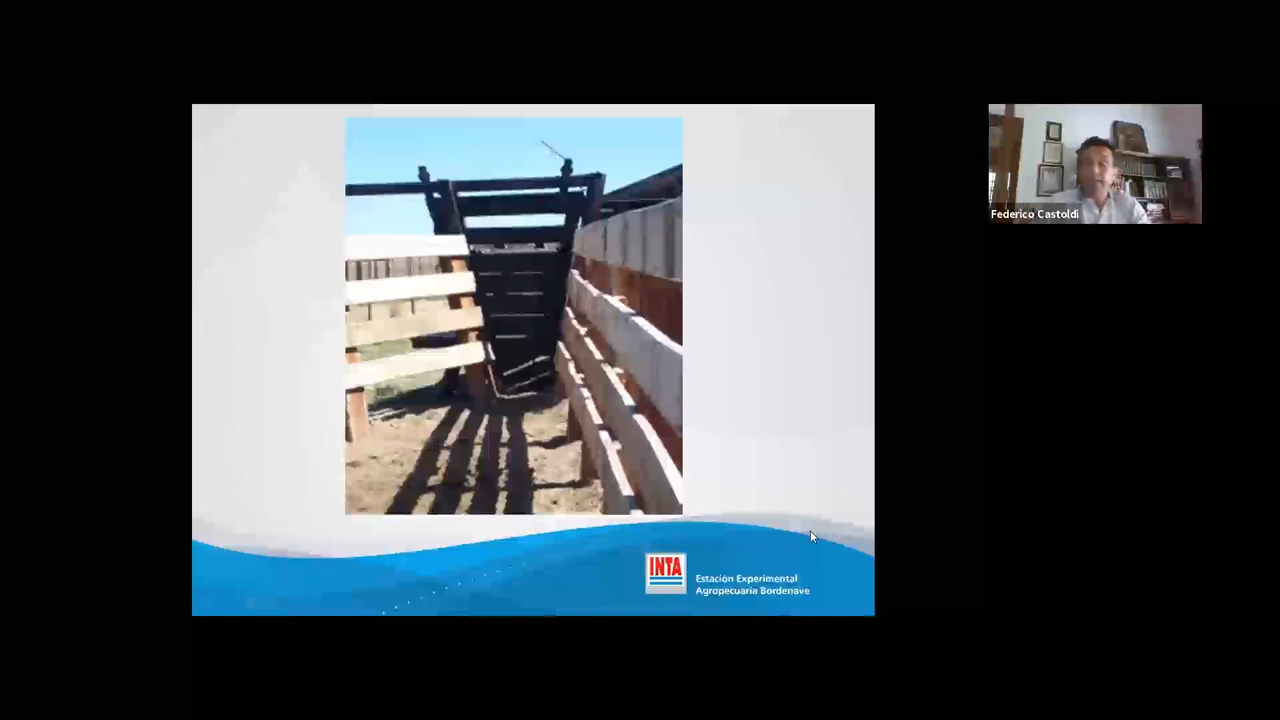 Federico Castoldi
INTA
Estación Experimental
Agropecuaria Bordenave